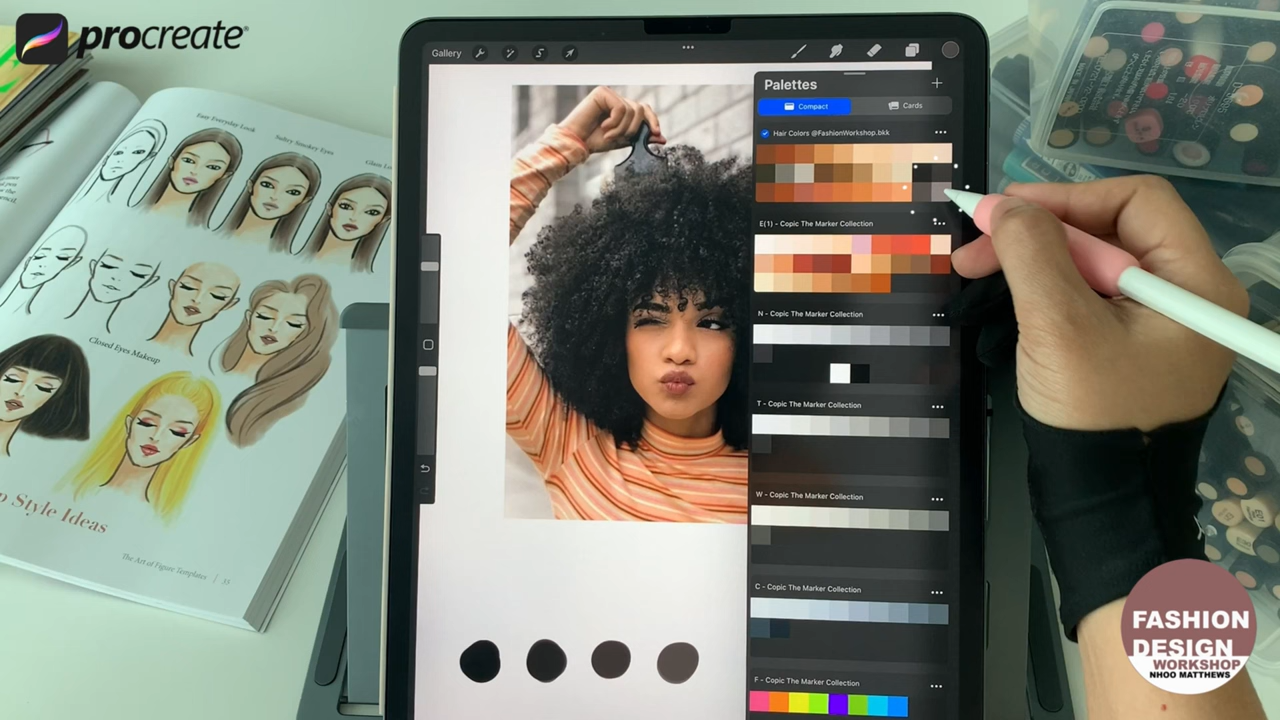 procreate®
Gallery
Palettes
Compact
Cards
Hair Colors @FashionWorkshop.bkk
E(1) - Copic The Marker Collection
N - Copic The Marker Collection
T - Copic The Marker Collection
W - Copic The Marker Collection
C - Copic The Marker Collection
F - Copic The Marker Collection
Easy Everyday Look
Sultry Smokey Eyes
Closed Eyes Makeup
Style Ideas
The Art of Figure Templates | 35
FASHION
DESIGN
WORKSHOP
NHOO MATTHEWS